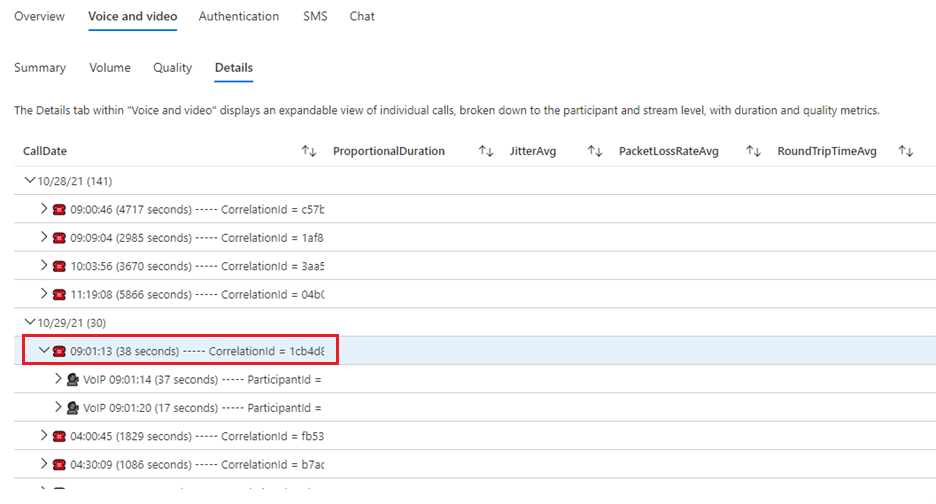 Overview Voice and video Authentication SMS Chat
Summary Volume Quality Details
The Details tab within "Voice and video" displays an expandable view of individual calls, broken down to the participant and stream level, with duration and quality metrics.
CallDate ProportionalDuration JitterAvg PacketLossRateAvg RoundTripTimeAvg
10/28/21 (141)
09:00:46 (4717 seconds) ----- CorrelationId = c57b
09:09:04 (2985 seconds) ----- CorrelationId = 1af8
10:03:56 (3670 seconds) ----- CorrelationId = 3aa5
11:19:08 (5866 seconds) ----- CorrelationId = 04b0
10/29/21 (30)
09:01:13 (38 seconds) ----- CorrelationId = 1cb4d8
VoIP 09:01:14 (37 seconds) ----- ParticipantId =
VoIP 09:01:20 (17 seconds) ----- ParticipantId =
04:00:45 (1829 seconds) ----- CorrelationId = fb53
04:30:09 (1086 seconds) ----- CorrelationId = b7ac